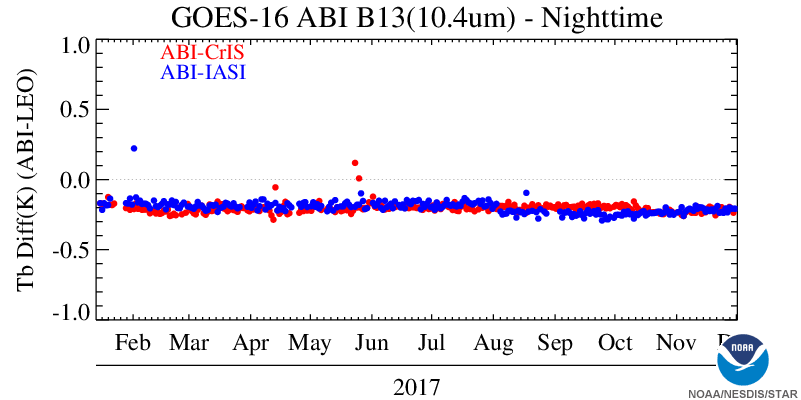 GOES-16 ABI B13(10.4um) - Nighttime
ABI-CrIS
ABI-IASI
Tb Diff(K) (ABI-LEO)
1.0
0.5
0.0
-0.5
-1.0
Feb Mar Apr May Jun Jul Aug Sep Oct Nov
2017
NOAA
NOAA/NESDIS/STAR